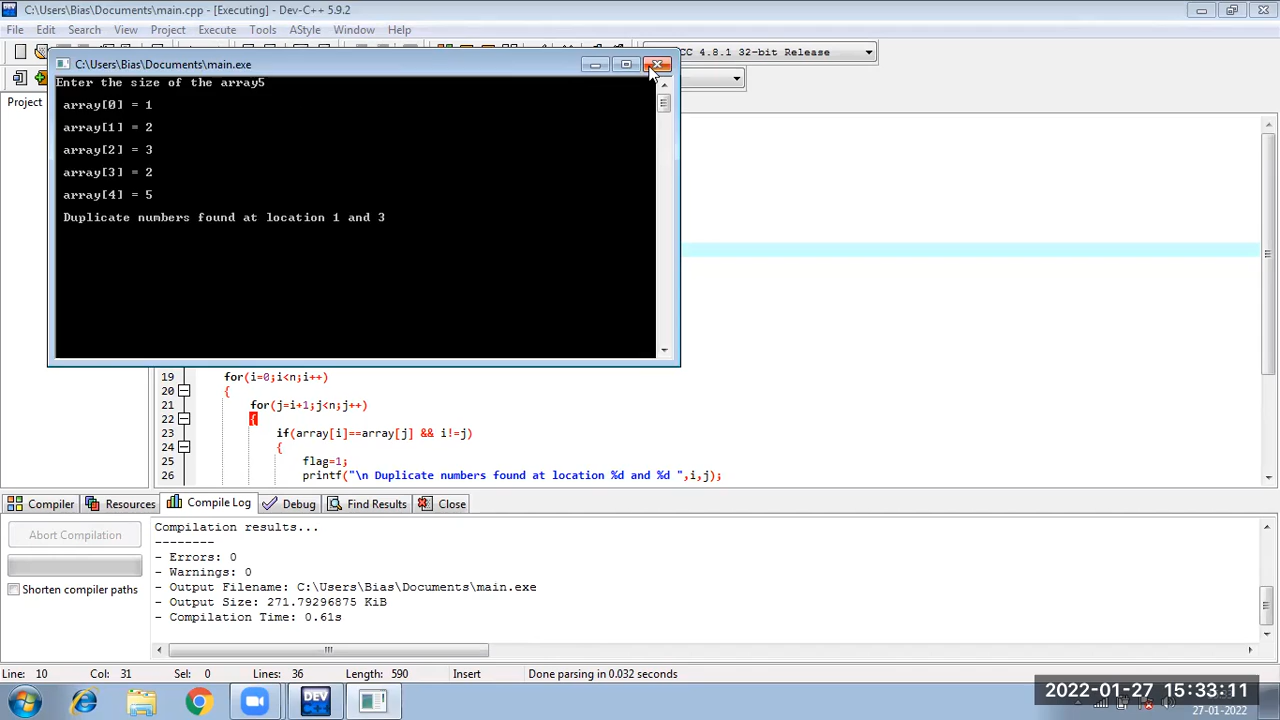 C:\Users\Bias\Documents\main.cpp - [Executing] - Dev-C++ 5.9.2
File Edit Search View Project Execute Tools AStyle Window Help
CC 4.8.1 32-bit Release
C:\Users\Bias\Documents\main.exe
Enter the size of the array5
array[0] = 1
array[1] = 2
array[2] = 3
array[3] = 2
array[4] = 5
Duplicate numbers found at location 1 and 3
Project
19 for(i=0;i<n;i++)
20 {
21 for(j=i+1;j<n;j++)
22 {
23 if(array[i]==array[j] && i!=j)
24 {
25 flag=1;
26 printf("\n Duplicate numbers found at location %d and %d ",i,j);
Compiler Resources Compile Log Debug Find Results Close
Abort Compilation
Shorten compiler paths
Compilation results...
--------
- Errors: 0
- Warnings: 0
- Output Filename: C:\Users\Bias\Documents\main.exe
- Output Size: 271.79296875 KiB
- Compilation Time: 0.61s
Line: 10 Col: 31 Sel: 0 Lines: 36 Length: 590 Insert Done parsing in 0.032 seconds
DEV
2022-01-27 15:33:11
27-01-2022